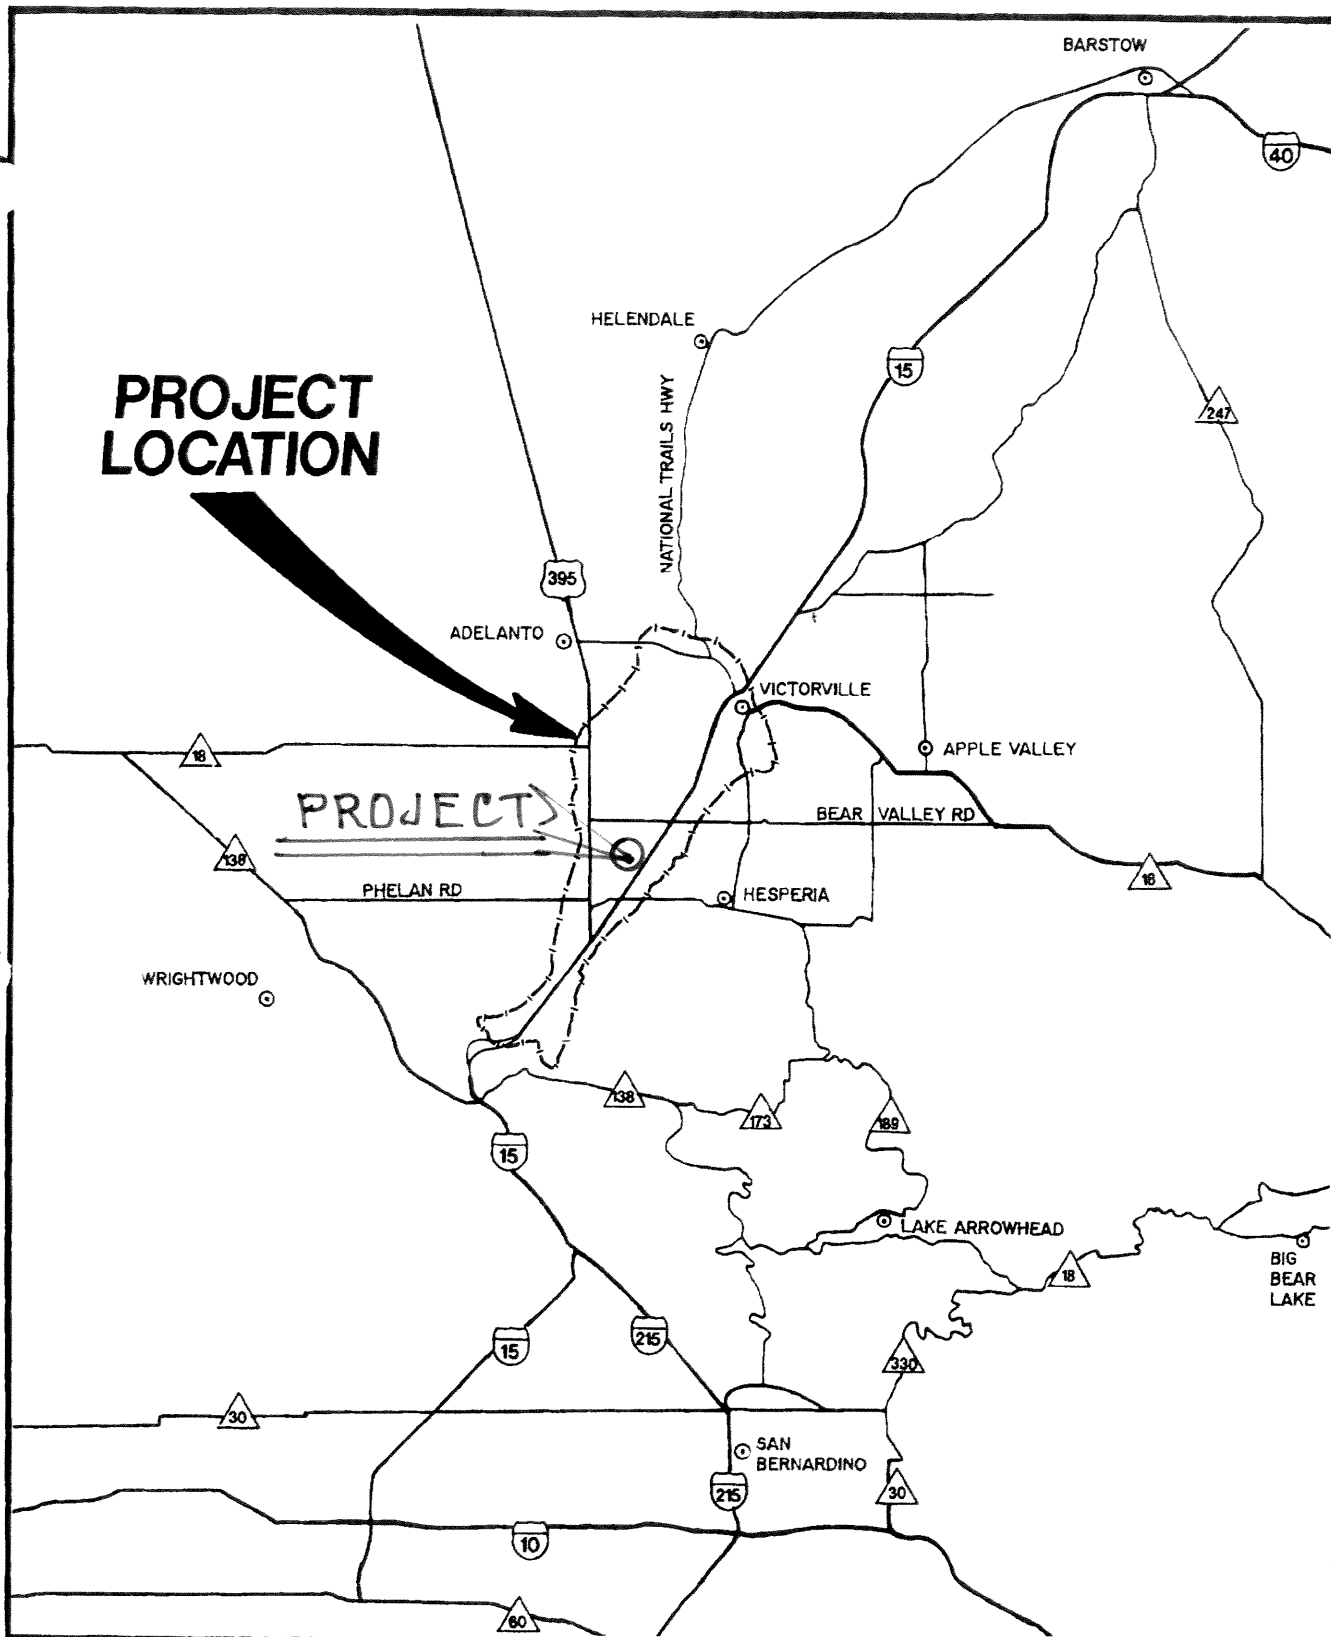 BARSTOW
40
HELENDALE
15
NATIONAL TRAILS HWY
247
PROJECT
LOCATION
395
ADELANTO
VICTORVILLE
18
APPLE VALLEY
PROJECT
BEAR VALLEY RD
138
18
PHELAN RD
HESPERIA
WRIGHTWOOD
138
173
189
15
LAKE ARROWHEAD
18
BIG
BEAR
LAKE
15
215
330
30
SAN
BERNARDINO
215
30
10
60